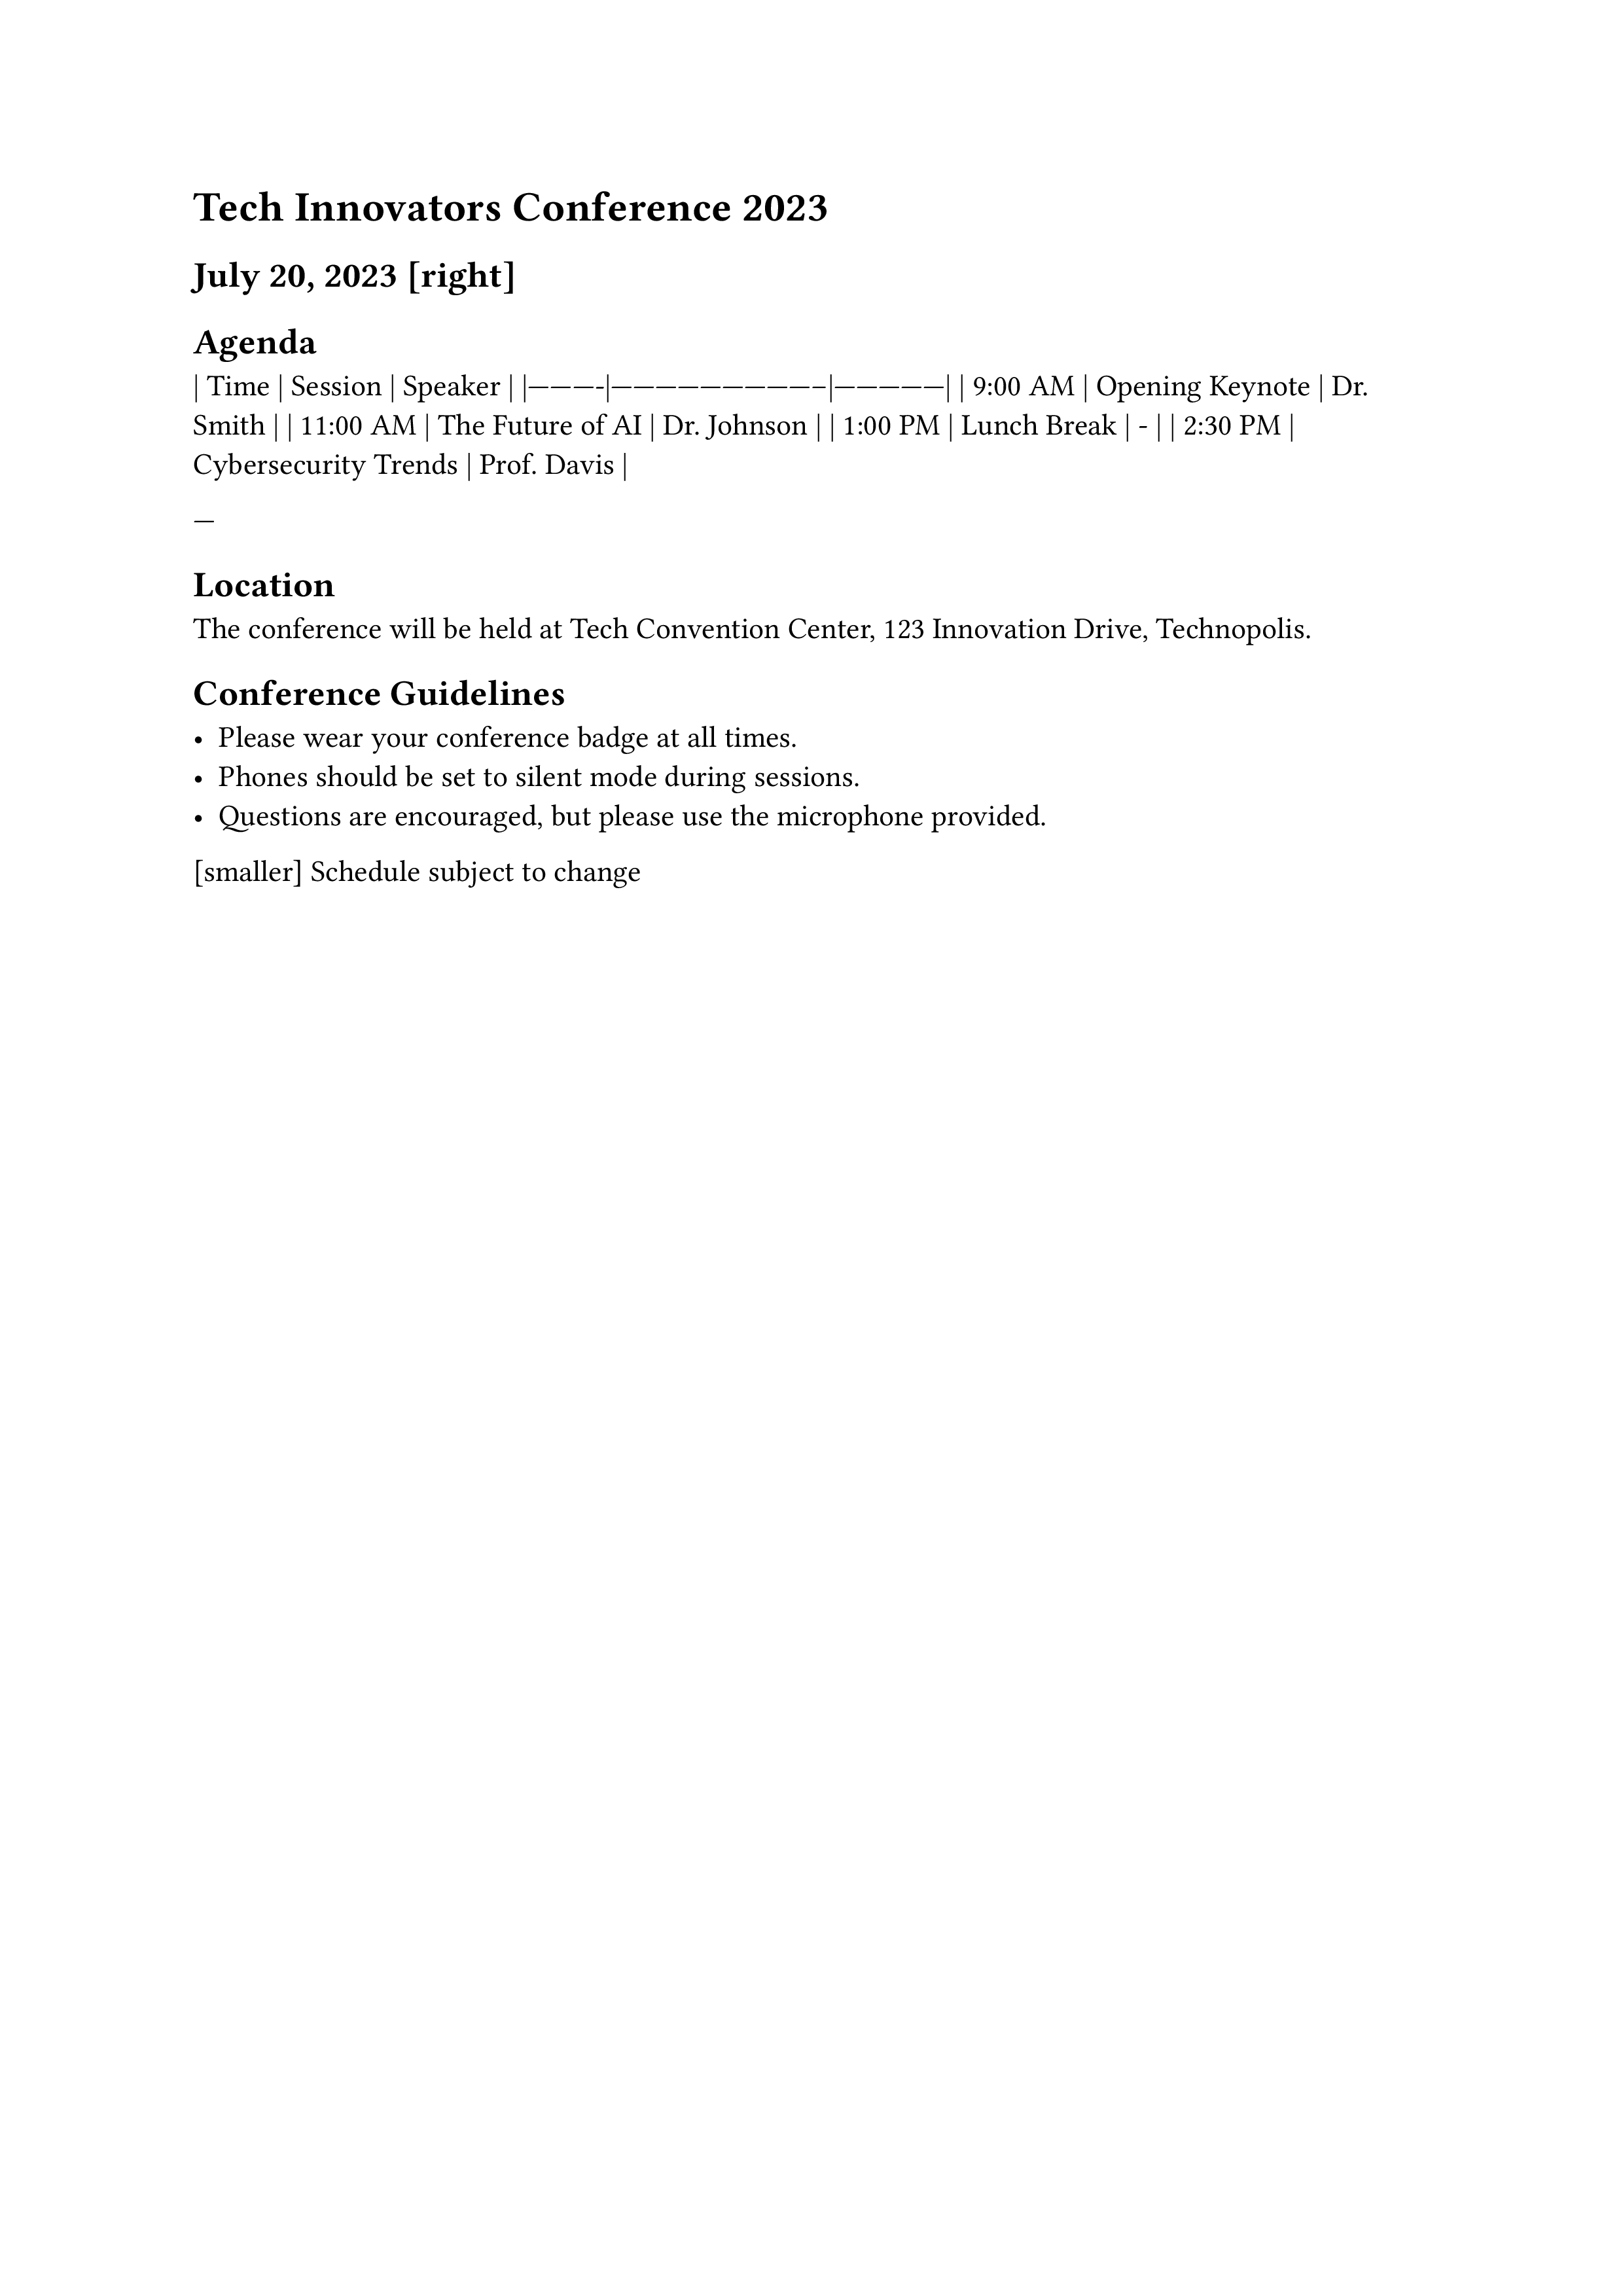 Tech Innovators Conference 2023
July 20, 2023 [right]
Agenda
| Time | Session | Speaker | |———-|——————————–|—————| | 9:00 AM | Opening Keynote | Dr.
Smith | | 11:00 AM | The Future of AI | Dr. Johnson | | 1:00 PM | Lunch Break | - | | 2:30 PM |
Cybersecurity Trends | Prof. Davis |
—
Location
The conference will be held at Tech Convention Center, 123 Innovation Drive, Technopolis.
Conference Guidelines
• Please wear your conference badge at all times.
• Phones should be set to silent mode during sessions.
• Questions are encouraged, but please use the microphone provided.
[smaller] Schedule subject to change